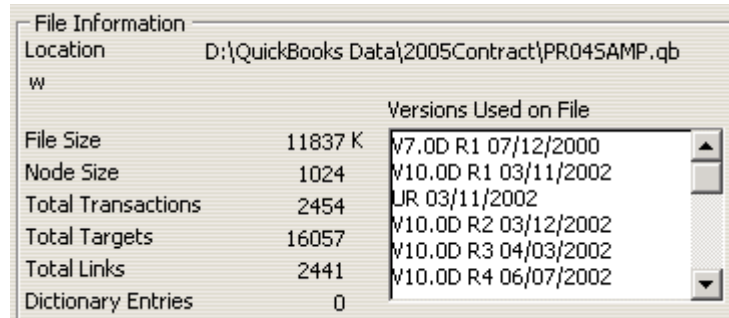 File Information
Location D:\QuickBooks Data\2005Contract\PR04SAMP.qb
w
Versions Used on File
File Size 11837 K
Node Size 1024
Total Transactions 2454
Total Targets 16057
Total Links 2441
Dictionary Entries 0
V7.0D R1 07/12/2000
V10.0D R1 03/11/2002
UR 03/11/2002
V10.0D R2 03/12/2002
V10.0D R3 04/03/2002
V10.0D R4 06/07/2002